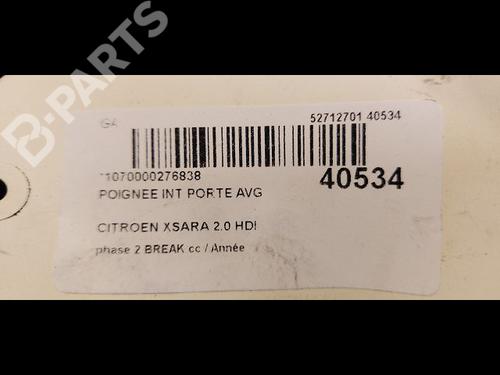 B-PARTS
GA
52712701 40534
*1070000276838
40534
POIGNEE INT PORTE AVG
CITROEN XSARA 2.0 HDI
phase 2 BREAK cc / Année